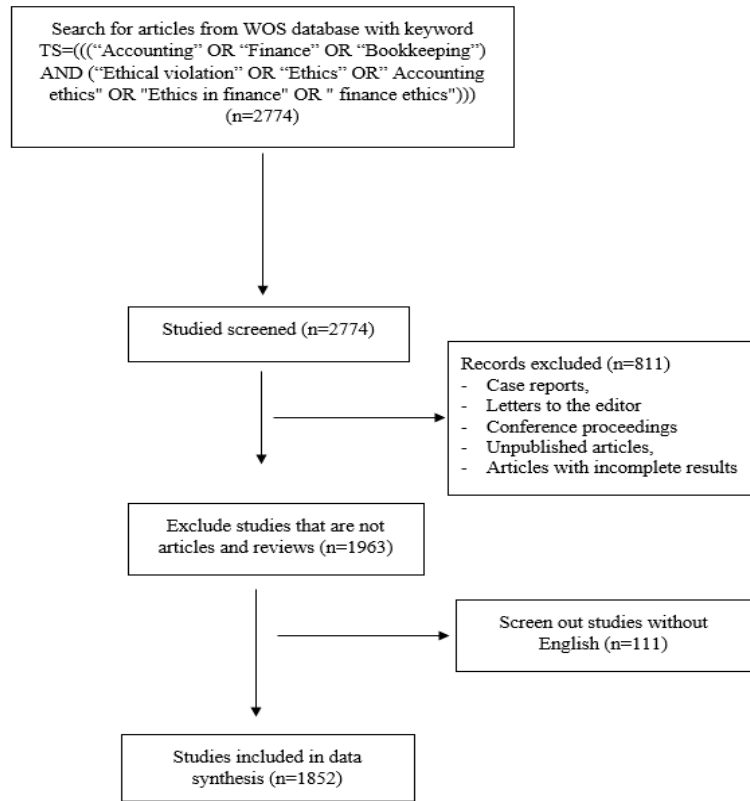 Search for articles from WOS database with keyword
TS=(((“Accounting” OR “Finance” OR “Bookkeeping”)
AND (“Ethical violation” OR “Ethics” OR” Accounting
ethics" OR "Ethics in finance" OR " finance ethics")))
(n=2774)
Studied screened (n=2774)
Records excluded (n=811)
- Case reports,
- Letters to the editor
- Conference proceedings
- Unpublished articles,
- Articles with incomplete results
Exclude studies that are not
articles and reviews (n=1963)
Screen out studies without
English (n=111)
Studies included in data
synthesis (n=1852)